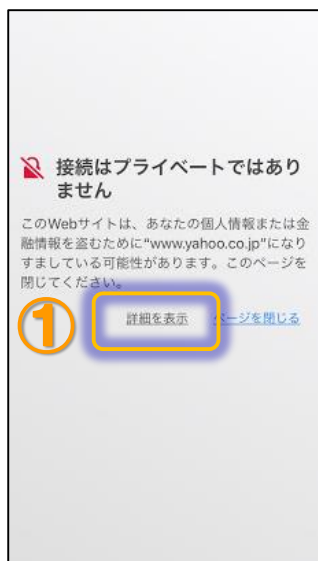 接続はプライベートではあり
ません
このWebサイトは、あなたの個人情報または金
融情報を盗むために“www.yahoo.co.jp”になり
すましている可能性があります。このページを
閉じてください。
①
詳細を表示 ページを閉じる